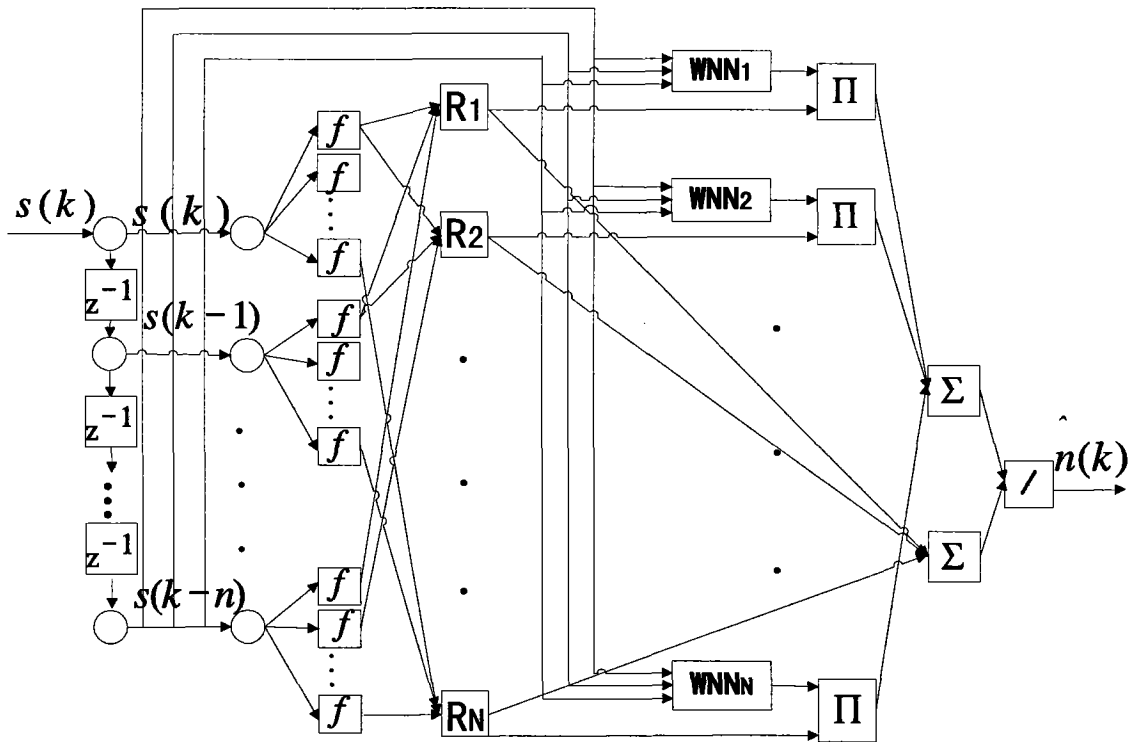 s(k)
s(k)
z⁻¹
s(k-1)
z⁻¹
z⁻¹
s(k-n)
f
f
f
f
f
f
f
f
f
R1
R2
RN
WNN1
WNN2
WNNN
Π
Π
Π
Σ
Σ
/
n̂(k)